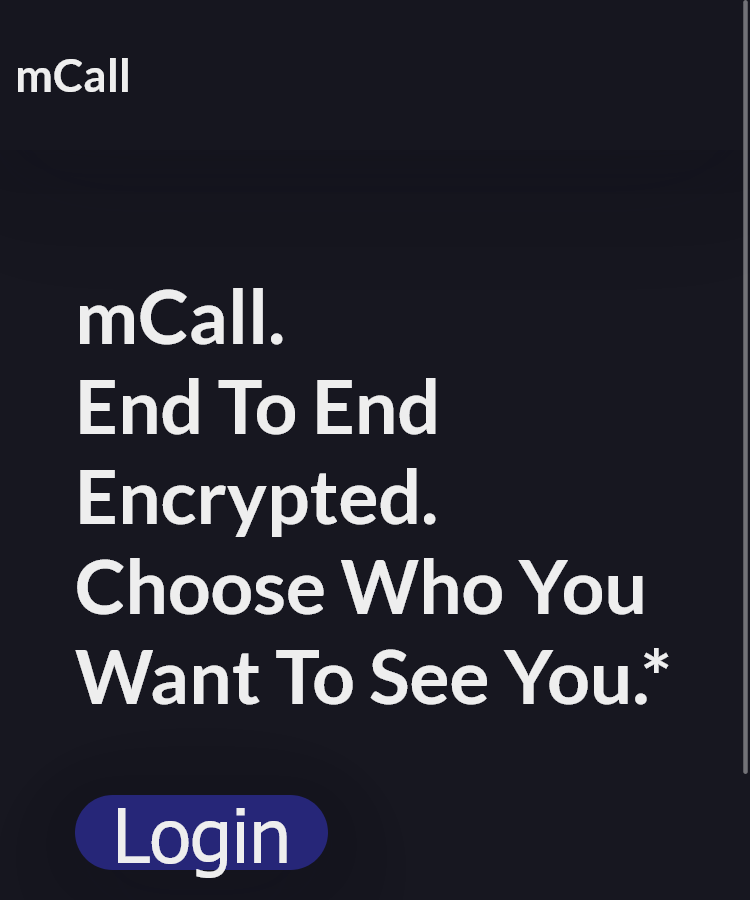 mCall
mCall.
End To End
Encrypted.
Choose Who You
Want To See You.*
Login